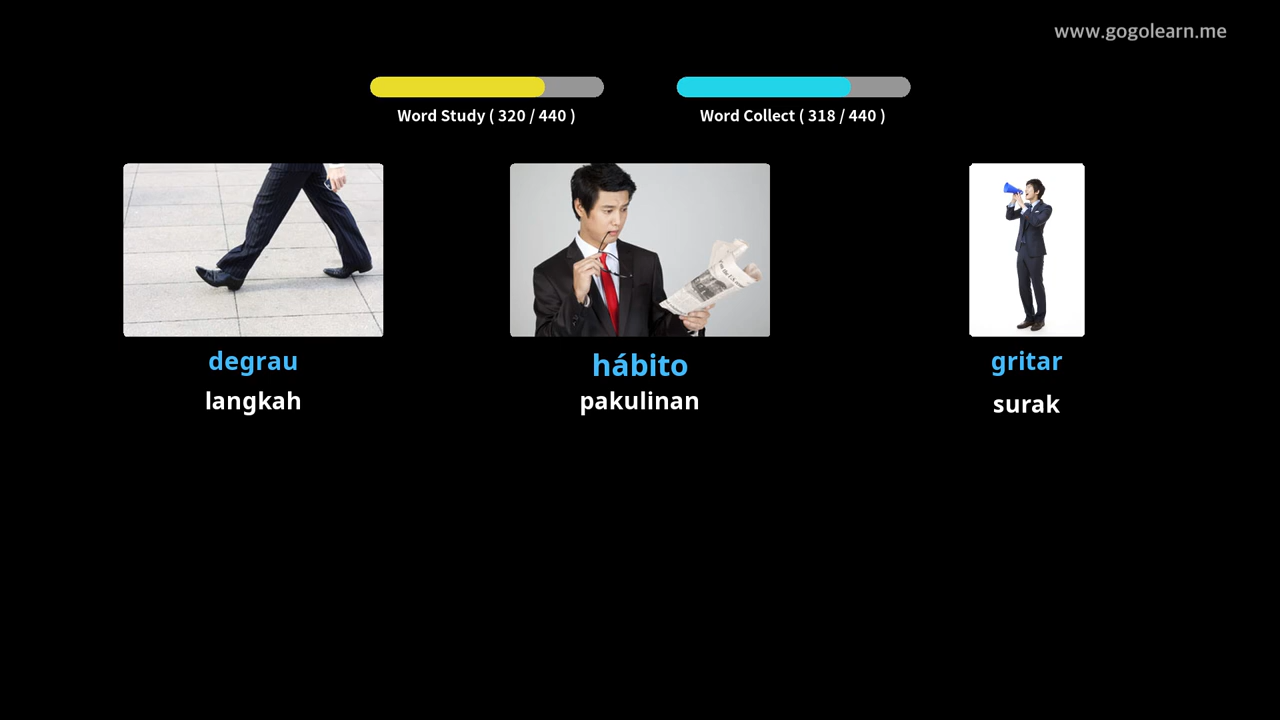 www.gogolearn.me
Word Study ( 320 / 440 )
Word Collect ( 318 / 440 )
degrau
hábito
gritar
langkah
pakulinan
surak